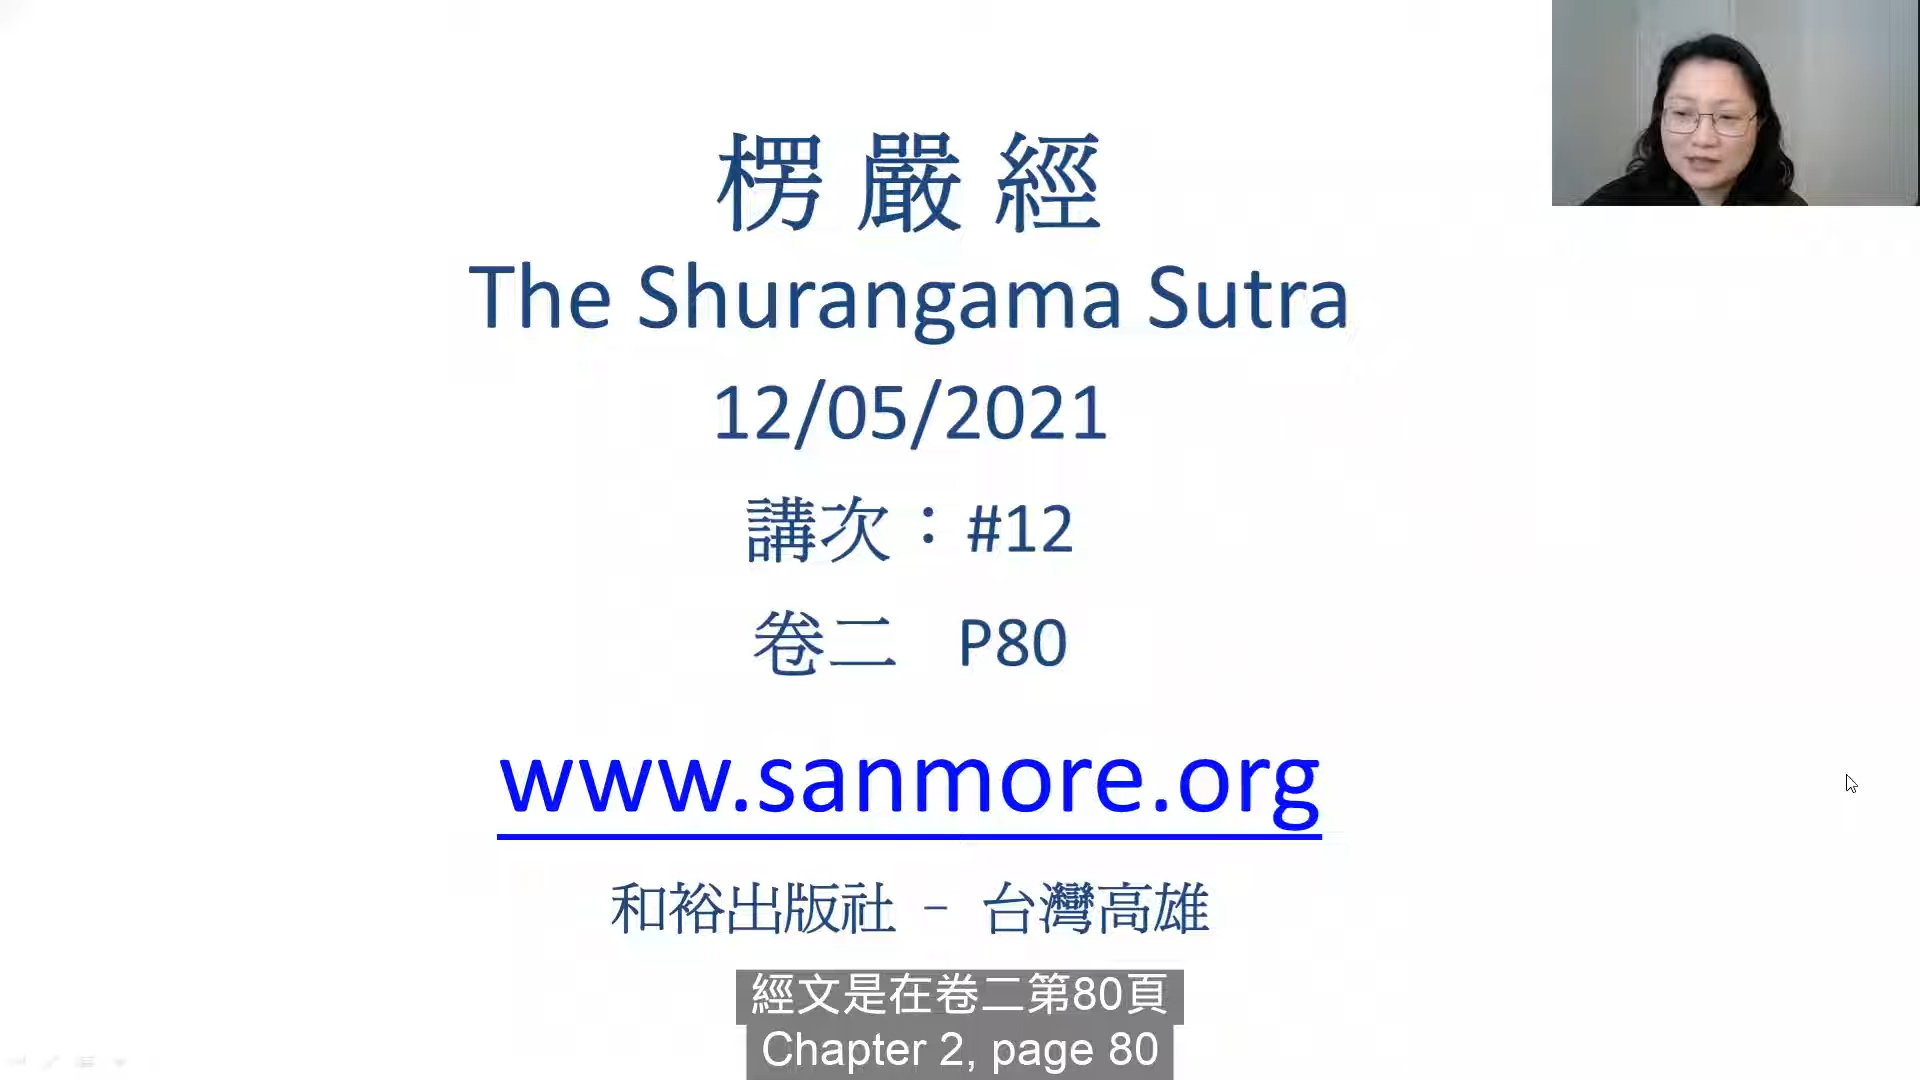 楞嚴經
The Shurangama Sutra
12/05/2021
講次：#12
卷二 P80
www.sanmore.org
和裕出版社 – 台灣高雄
經文是在卷二第80頁
Chapter 2, page 80